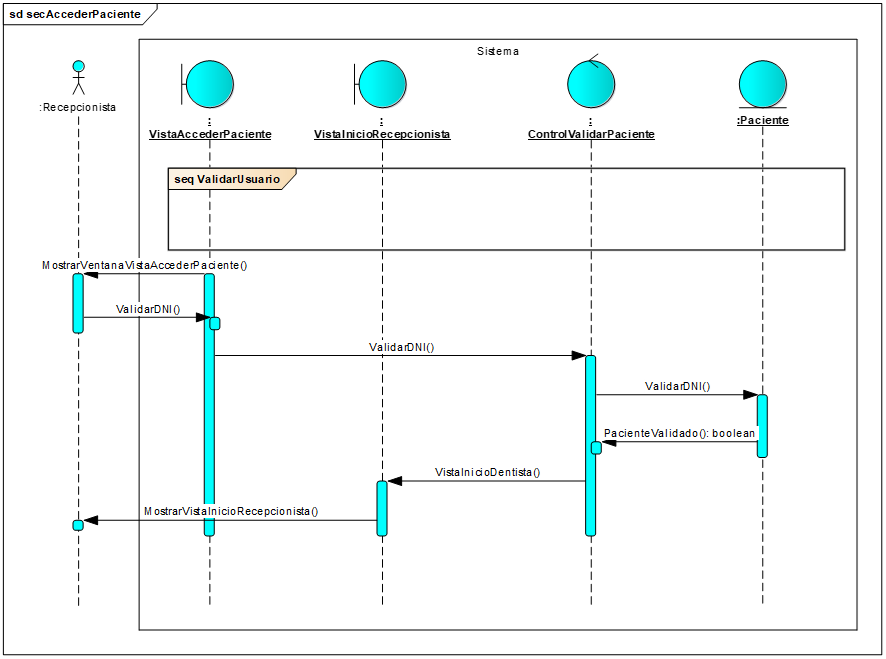 sd secAccederPaciente
Sistema
:Recepcionista
:
VistaAccederPaciente
:
VistaInicioRecepcionista
:
ControlValidarPaciente
:Paciente
seq ValidarUsuario
MostrarVentanaVistaAccederPaciente()
ValidarDNI()
ValidarDNI()
ValidarDNI()
PacienteValidado(): boolean
VistaInicioDentista()
MostrarVistaInicioRecepcionista()